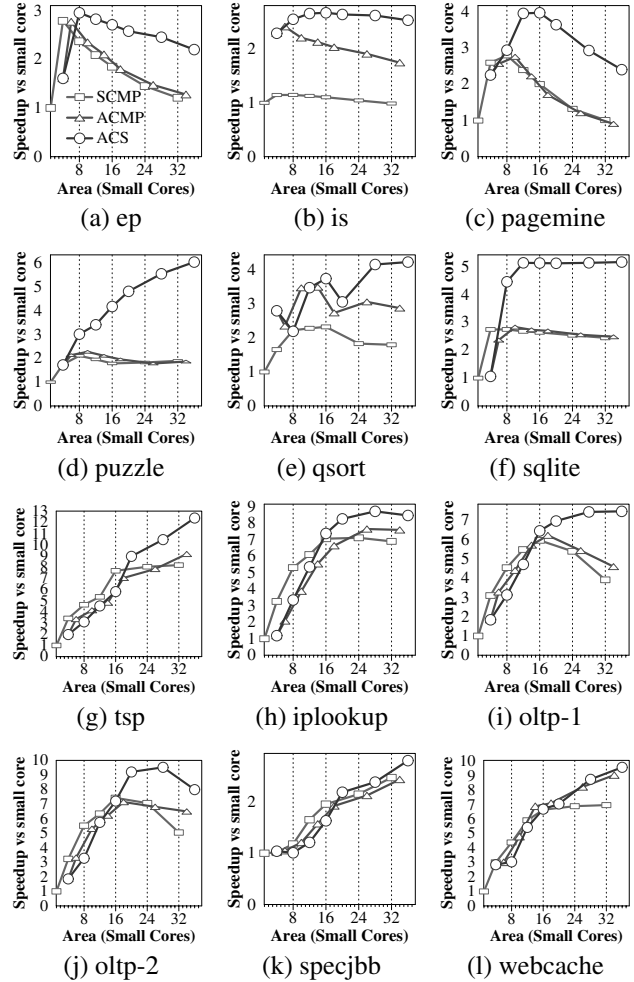 Speedup vs small core
3
2
1
0
SCMP
ACMP
ACS
8 16 24 32
Area (Small Cores)
(a) ep
Speedup vs small core
2
1
0
8 16 24 32
Area (Small Cores)
(b) is
Speedup vs small core
4
3
2
1
0
8 16 24 32
Area (Small Cores)
(c) pagemine
Speedup vs small core
6
5
4
3
2
1
0
8 16 24 32
Area (Small Cores)
(d) puzzle
Speedup vs small core
4
3
2
1
0
8 16 24 32
Area (Small Cores)
(e) qsort
Speedup vs small core
5
4
3
2
1
0
8 16 24 32
Area (Small Cores)
(f) sqlite
Speedup vs small core
13
12
11
10
9
8
7
6
5
4
3
2
1
0
8 16 24 32
Area (Small Cores)
(g) tsp
Speedup vs small core
9
8
7
6
5
4
3
2
1
0
8 16 24 32
Area (Small Cores)
(h) iplookup
Speedup vs small core
7
6
5
4
3
2
1
0
8 16 24 32
Area (Small Cores)
(i) oltp-1
Speedup vs small core
10
9
8
7
6
5
4
3
2
1
0
8 16 24 32
Area (Small Cores)
(j) oltp-2
Speedup vs small core
2
1
0
8 16 24 32
Area (Small Cores)
(k) specjbb
Speedup vs small core
10
9
8
7
6
5
4
3
2
1
0
8 16 24 32
Area (Small Cores)
(l) webcache